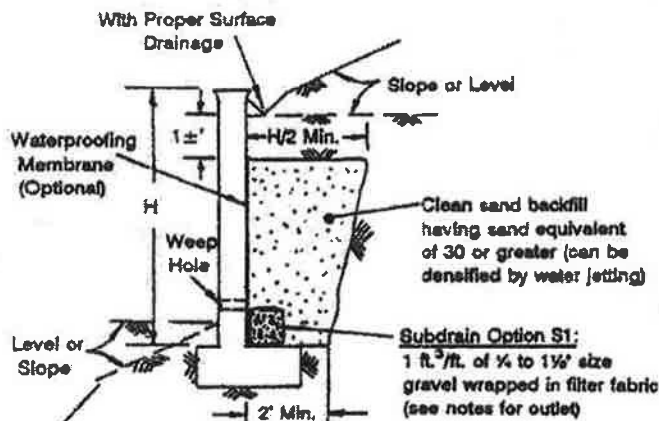 With Proper Surface
Drainage
Slope or Level
1±'
H/2 Min.
Waterproofing
Membrane
(Optional)
H
Clean sand backfill
having sand equivalent
of 30 or greater (can be
densified by water jetting)
Weep
Hole
Level or
Slope
Subdrain Option S1:
1 ft.³/ft. of ¼ to 1½" size
gravel wrapped in filter fabric
(see notes for outlet)
2' Min.